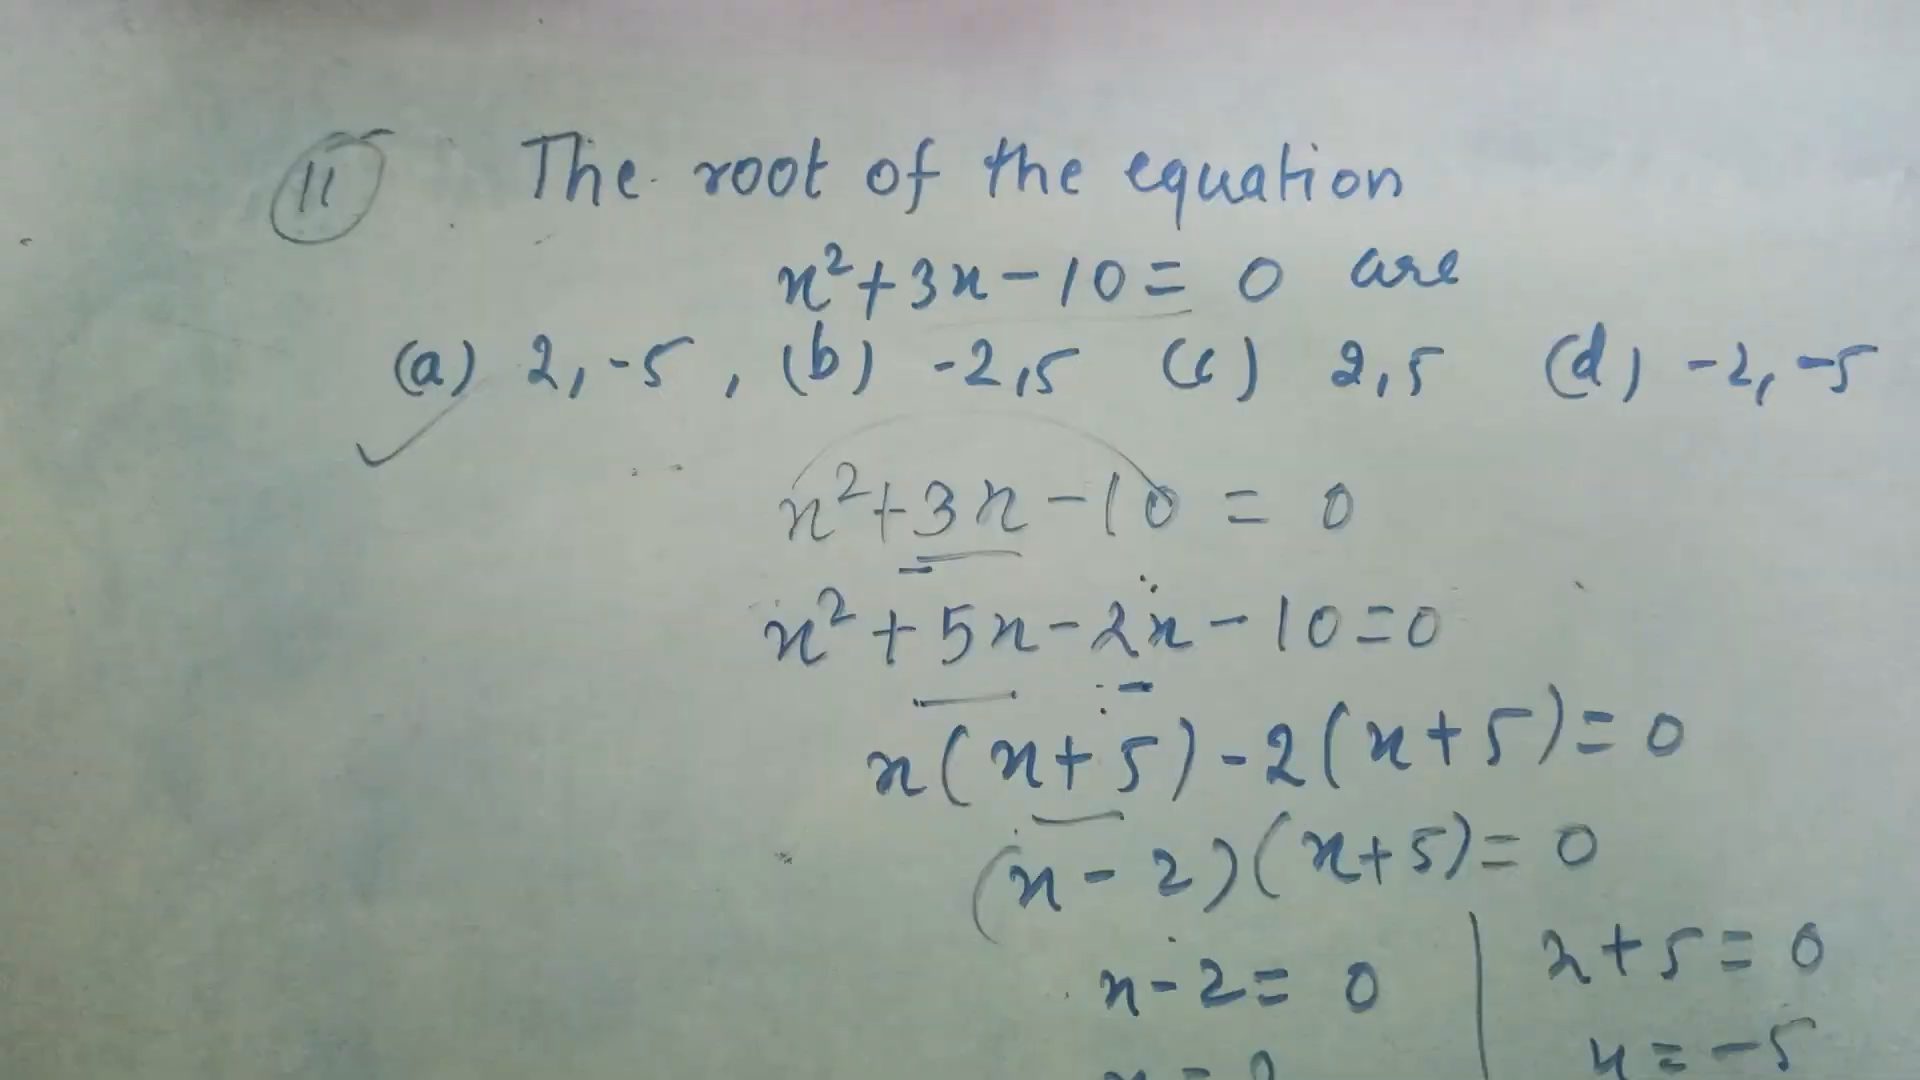 11 The root of the equation
x²+3x-10=0 are
(a) 2,-5, (b) -2,5 (c) 2,5 (d) -2,-5
x²+3x-10=0
x²+5x-2x-10=0
x(x+5)-2(x+5)=0
(x-2)(x+5)=0
x-2=0 | x+5=0
x=-5